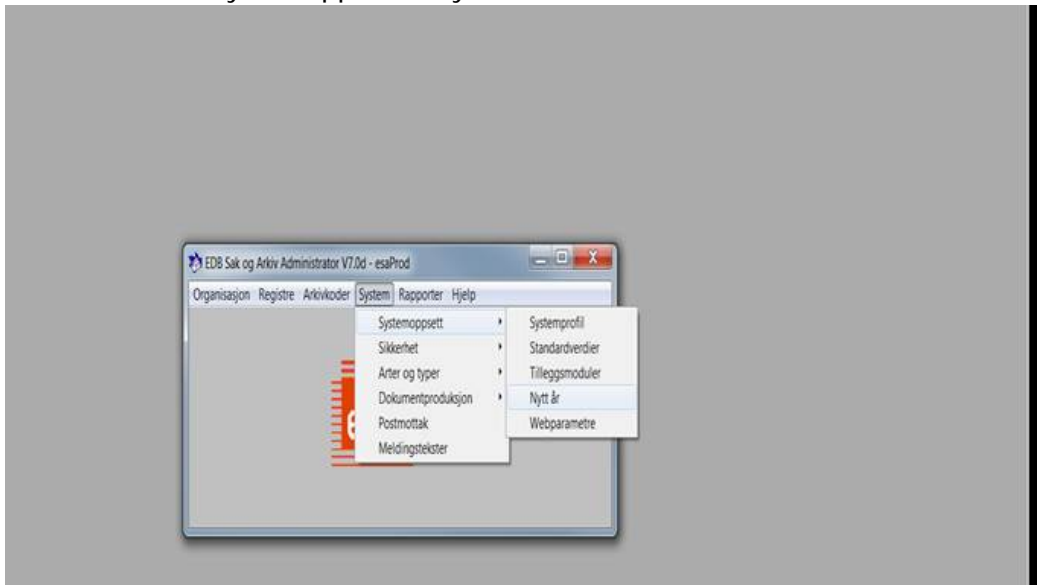 EDB Sak og Arkiv Administrator V7.0d - esaProd
Organisasjon Registre Arkivkoder System Rapporter Hjelp
Systemoppsett
Sikkerhet
Arter og typer
Dokumentproduksjon
Postmottak
Meldingstekster
Systemprofil
Standardverdier
Tilleggsmoduler
Nytt år
Webparametre